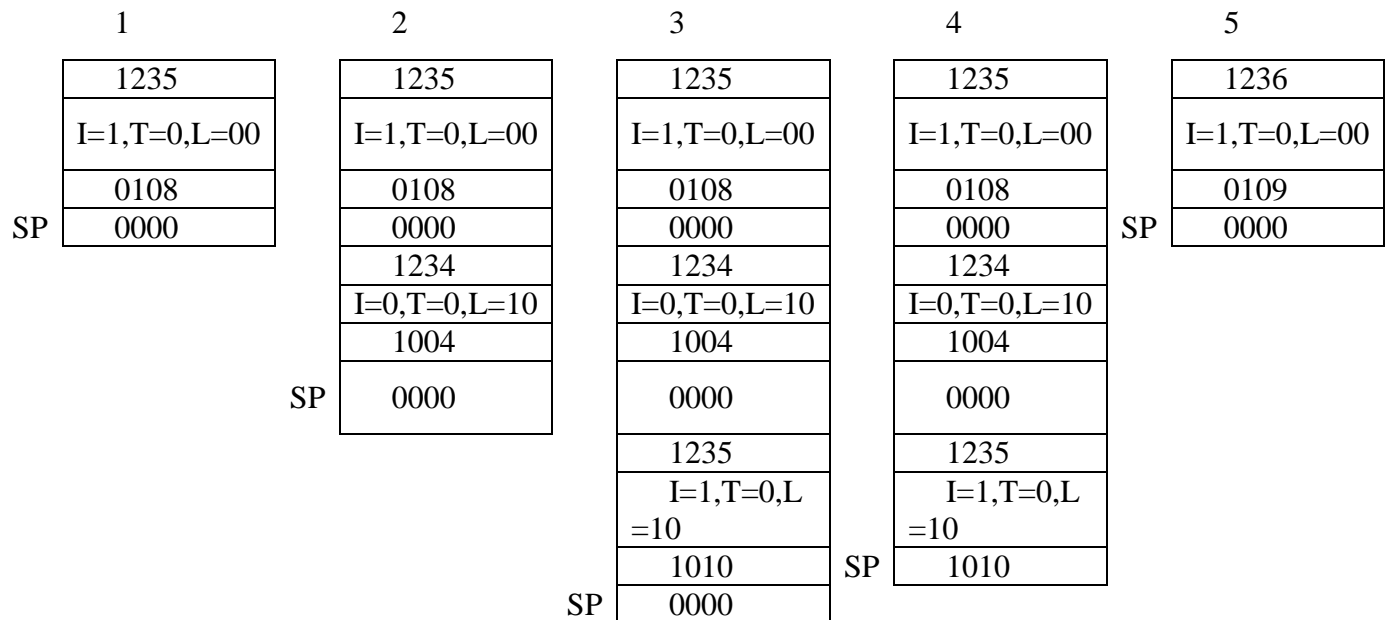 1 2 3 4 5
1235 1235 1235 1235 1236
I=1,T=0,L=00 I=1,T=0,L=00 I=1,T=0,L=00 I=1,T=0,L=00 I=1,T=0,L=00
0108 0108 0108 0108 0109
SP 0000 0000 0000 0000 SP 0000
1234 1234 1234
I=0,T=0,L=10 I=0,T=0,L=10 I=0,T=0,L=10
1004 1004 1004
SP 0000 0000 0000
1235 1235
I=1,T=0,L I=1,T=0,L
=10 =10
1010 SP 1010
SP 0000